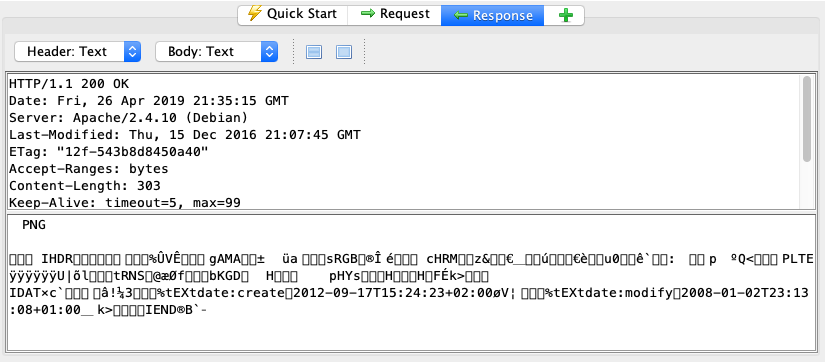 Quick Start
Request
Response
Header: Text
Body: Text
HTTP/1.1 200 OK
Date: Fri, 26 Apr 2019 21:35:15 GMT
Server: Apache/2.4.10 (Debian)
Last-Modified: Thu, 15 Dec 2016 21:07:45 GMT
ETag: "12f-543b8d8450a40"
Accept-Ranges: bytes
Content-Length: 303
Keep-Alive: timeout=5, max=99
PNG
IHDR %ÛVÊ gAMA ± üa sRGB ®Î é cHRM z& € ú €è u0 ê` : p ºQ< PLTE
ÿÿÿÿÿÿU|õl tRNS @æØf bKGD H pHYs H H FÉk>
IDAT×c` â!¼3 %tEXtdate:create 2012-09-17T15:24:23+02:00øV¦ %tEXtdate:modify 2008-01-02T23:13
:08+01:00 k> IEND®B`